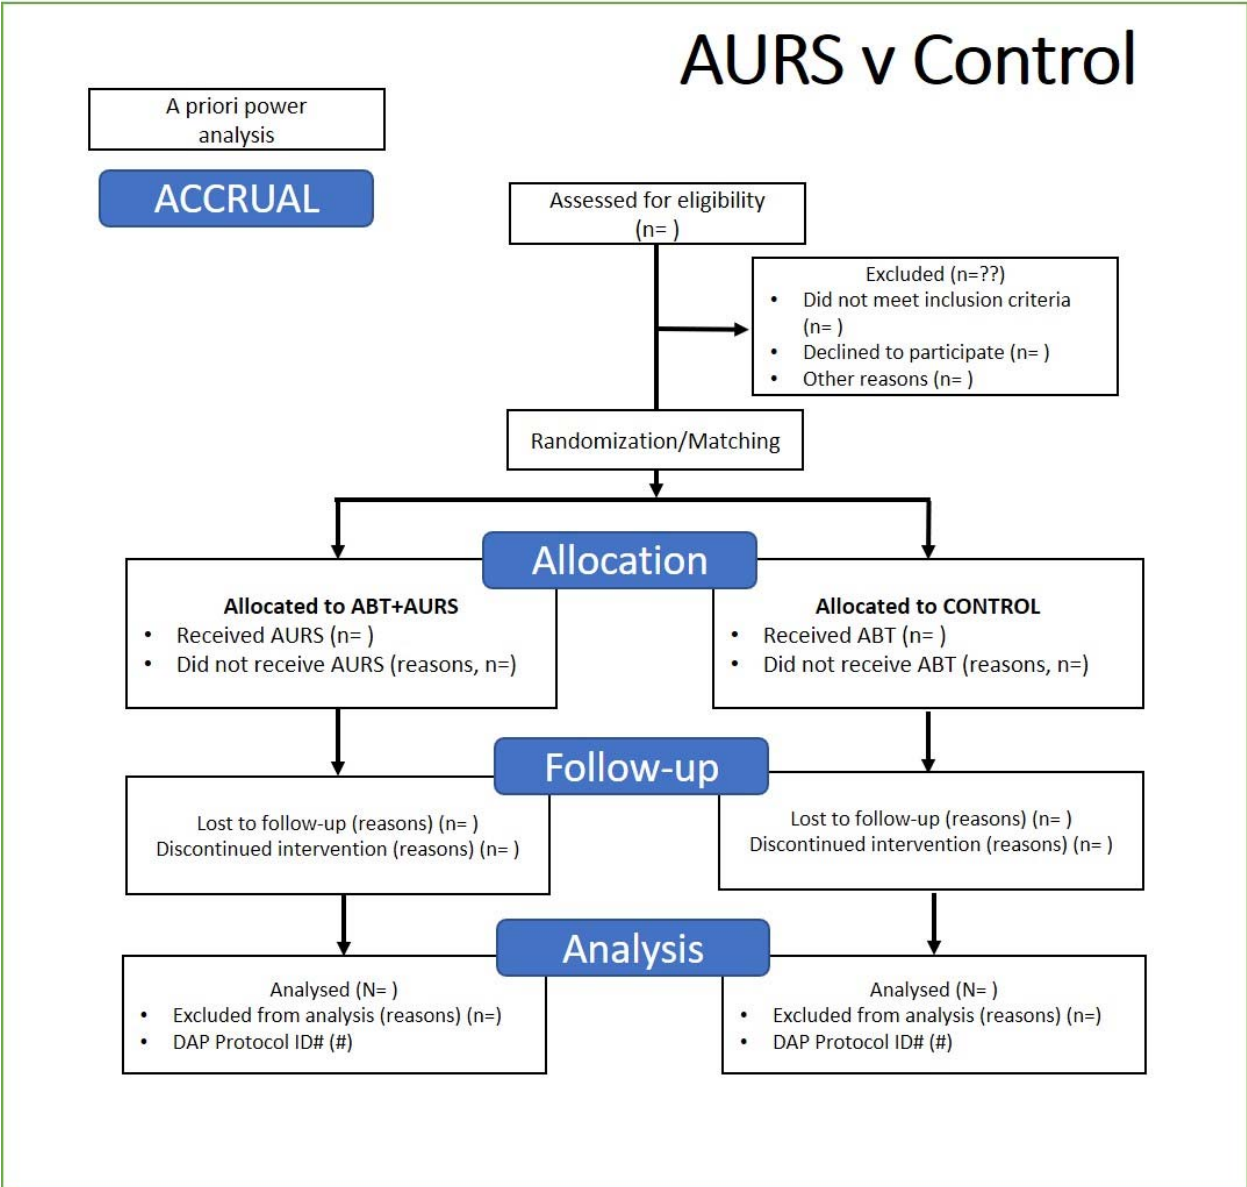 AURS v Control
A priori power
analysis
ACCRUAL
Assessed for eligibility
(n= )
Excluded (n=??)
• Did not meet inclusion criteria
(n= )
• Declined to participate (n= )
• Other reasons (n= )
Randomization/Matching
Allocation
Allocated to ABT+AURS
• Received AURS (n= )
• Did not receive AURS (reasons, n=)
Allocated to CONTROL
• Received ABT (n= )
• Did not receive ABT (reasons, n=)
Follow-up
Lost to follow-up (reasons) (n= )
Discontinued intervention (reasons) (n= )
Lost to follow-up (reasons) (n= )
Discontinued intervention (reasons) (n= )
Analysis
Analysed (N= )
• Excluded from analysis (reasons) (n=)
• DAP Protocol ID# (#)
Analysed (N= )
• Excluded from analysis (reasons) (n=)
• DAP Protocol ID# (#)